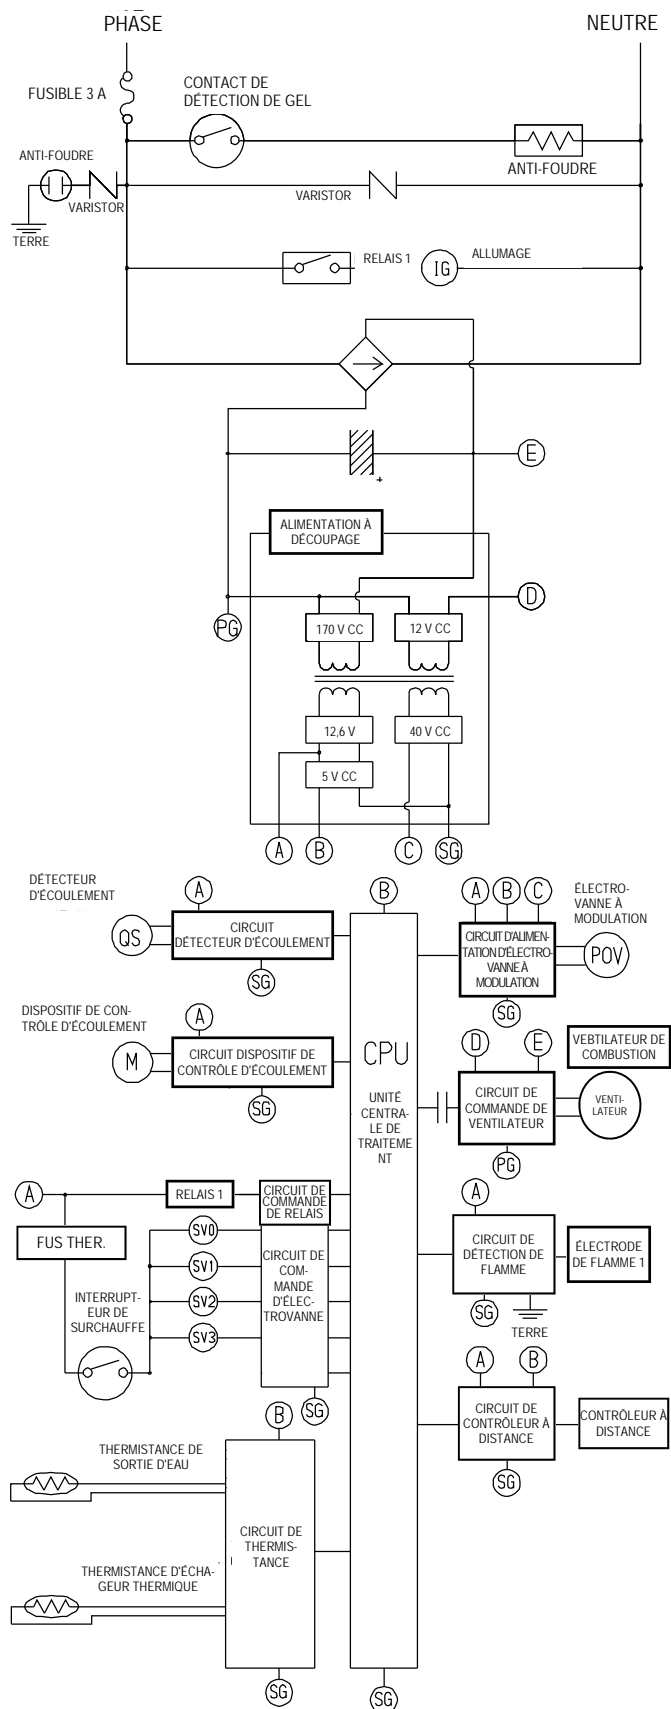 PHASE
NEUTRE
FUSIBLE 3 A
CONTACT DE
DÉTECTION DE GEL
ANTI-FOUDRE
ANTI-FOUDRE
VARISTOR
VARISTOR
TERRE
RELAIS 1
IG
ALLUMAGE
+
E
ALIMENTATION À
DÉCOUPAGE
D
PG
170 V CC
12 V CC
12,6 V
40 V CC
5 V CC
A
B
C
SG
DÉTECTEUR
D'ÉCOULEMENT
A
QS
CIRCUIT
DÉTECTEUR D'ÉCOULEMENT
SG
B
A
B
C
ÉLECTRO-
VANNE À
MODULATION
CIRCUIT D'ALIMEN-
TATION D'ÉLECTRO-
VANNE À
MODULATION
POV
SG
DISPOSITIF DE CON-
TRÔLE D'ÉCOULEMENT
A
M
CIRCUIT DISPOSITIF DE
CONTRÔLE D'ÉCOULEMENT
SG
CPU
UNITÉ
CENTRA-
LE DE
TRAITEME
NT
D
E
VEBTILATEUR DE
COMBUSTION
CIRCUIT DE
COMMANDE DE
VENTILATEUR
VENTI-
LATEUR
PG
A
RELAIS 1
CIRCUIT DE
COMMANDE
DE RELAIS
FUS THER.
SV0
SV1
SV2
SV3
CIRCUIT DE
COM-
MANDE
D'ÉLEC-
TROVANNE
INTERRUPT-
EUR DE
SURCHAUFFE
SG
A
CIRCUIT DE
DÉTECTION DE
FLAMME
ÉLECTRODE
DE FLAMME 1
SG
TERRE
A
B
CIRCUIT DE
CONTRÔLEUR À
DISTANCE
CONTRÔLEUR À
DISTANCE
SG
B
THERMISTANCE DE
SORTIE D'EAU
CIRCUIT DE
THERMIS-
TANCE
THERMISTANCE D'ÉCHA-
GEUR THERMIQUE
SG
SG